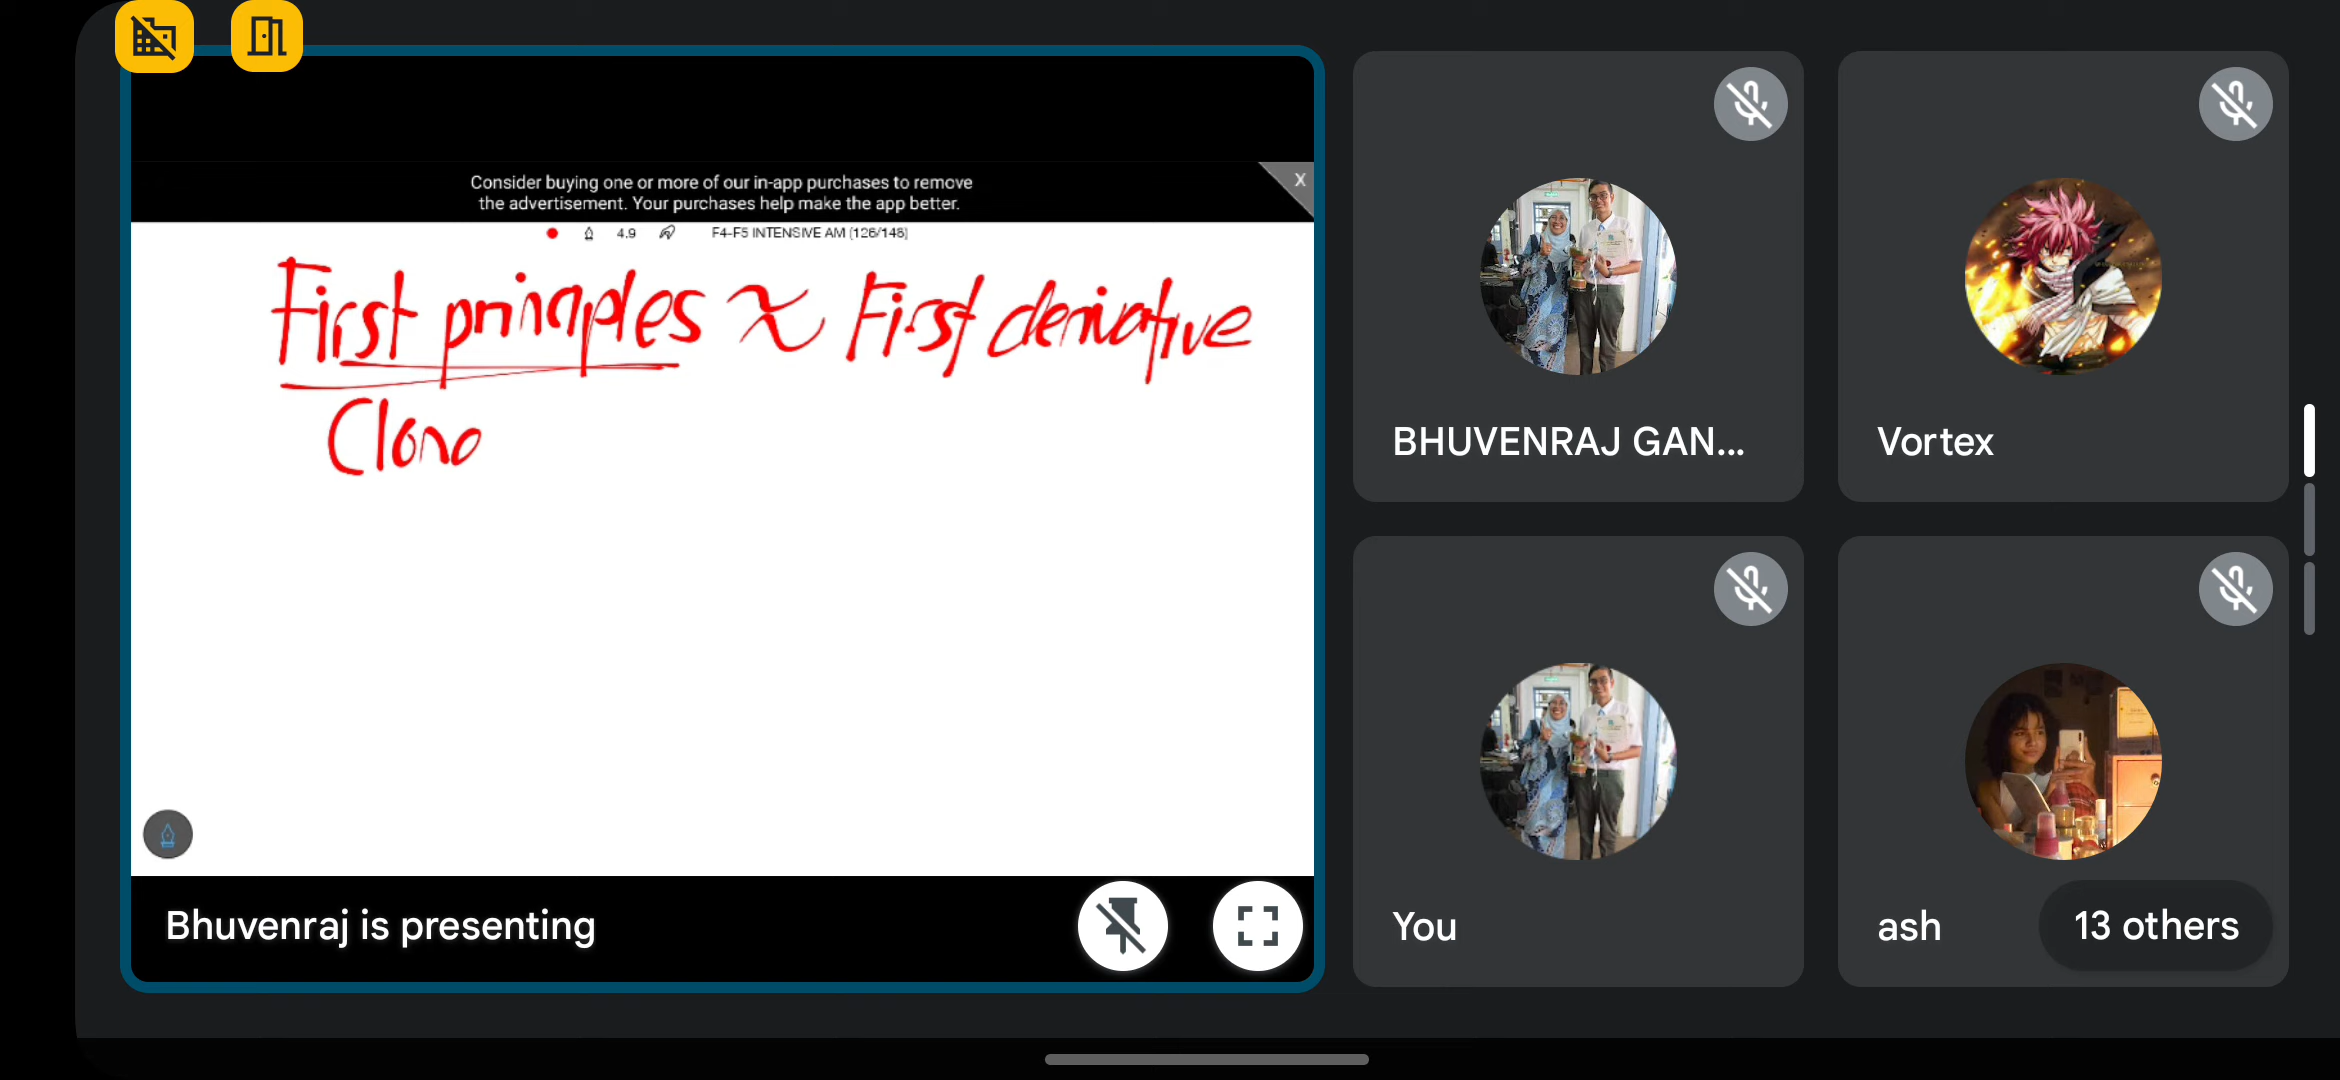 Consider buying one or more of our in-app purchases to remove
the advertisement. Your purchases help make the app better.
X
4.9 F4-F5 INTENSIVE AM (126/148)
First principles ≈ First derivative
Bhuvenraj is presenting
BHUVENRAJ GAN...
Vortex
You
ash
13 others